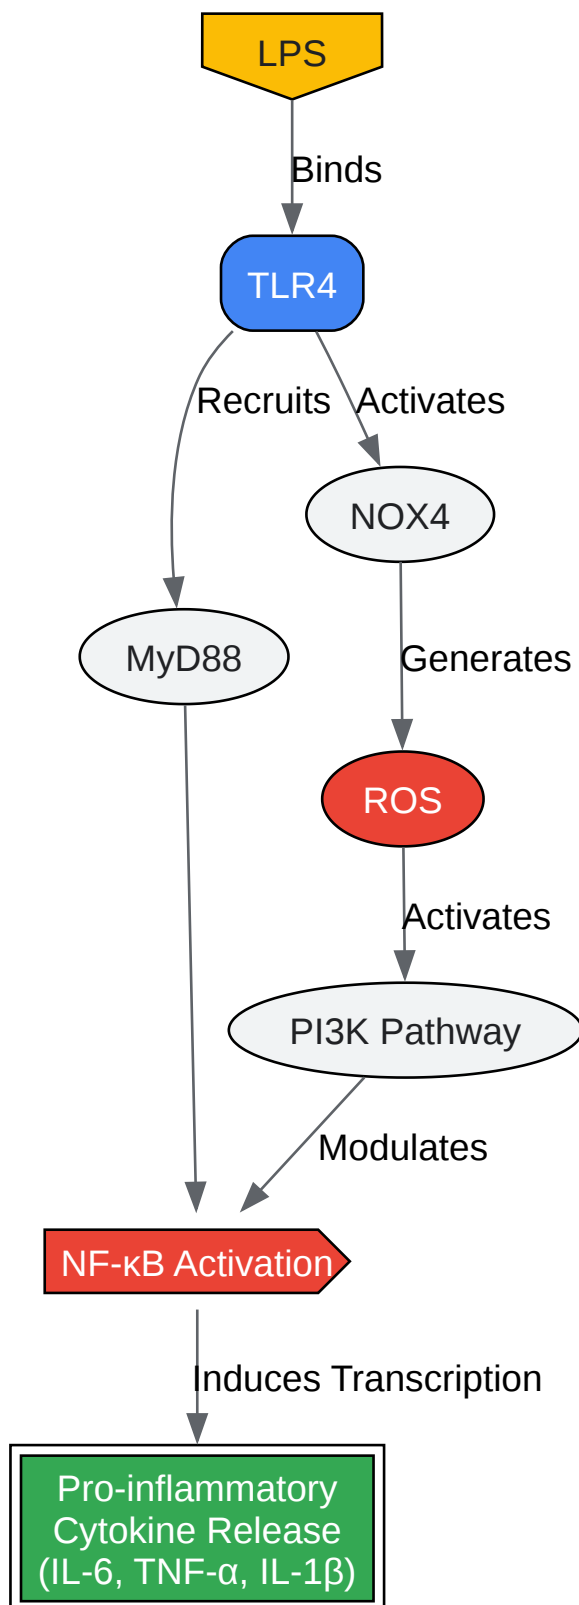 LPS
Binds
TLR4
Recruits
Activates
NOX4
MyD88
Generates
ROS
Activates
PI3K Pathway
Modulates
NF-κB Activation
Induces Transcription
Pro-inflammatory
Cytokine Release
(IL-6, TNF-α, IL-1β)